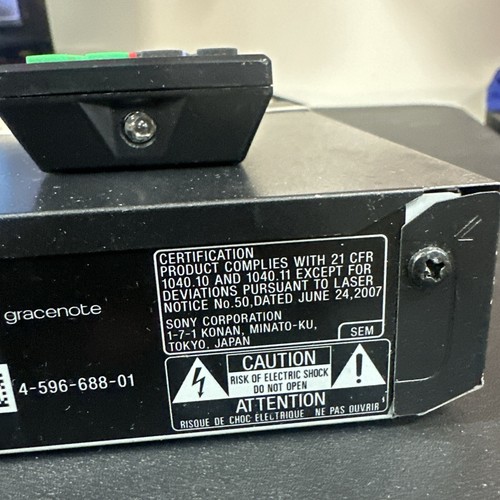 CERTIFICATION
PRODUCT COMPLIES WITH 21 CFR
1040.10 AND 1040.11 EXCEPT FOR
DEVIATIONS PURSUANT TO LASER
NOTICE No.50,DATED JUNE 24,2007
SONY CORPORATION
1-7-1 KONAN, MINATO-KU,
TOKYO, JAPAN
SEM
gracenote
4-596-688-01
CAUTION
RISK OF ELECTRIC SHOCK
DO NOT OPEN
ATTENTION
RISQUE DE CHOC ÉLECTRIQUE NE PAS OUVRIR